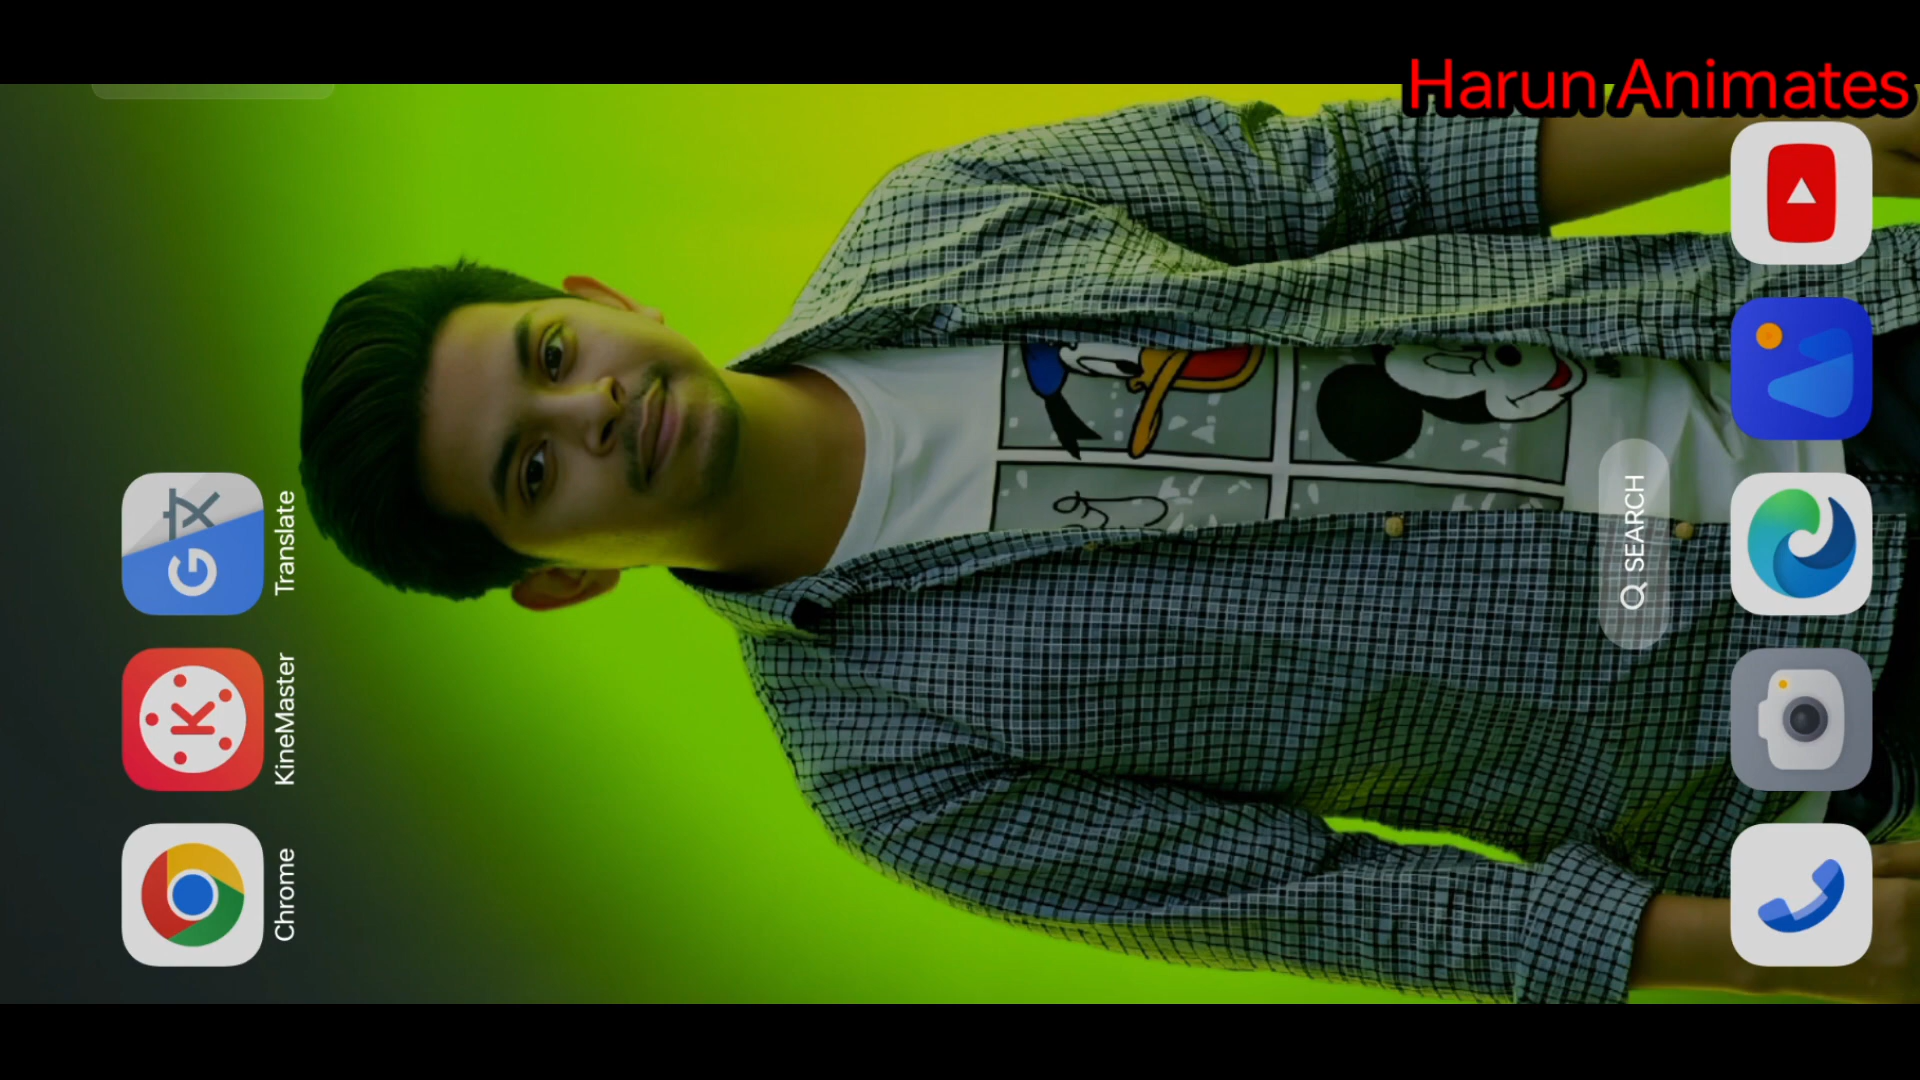 Harun Animates
Translate
KineMaster
Chrome
SEARCH